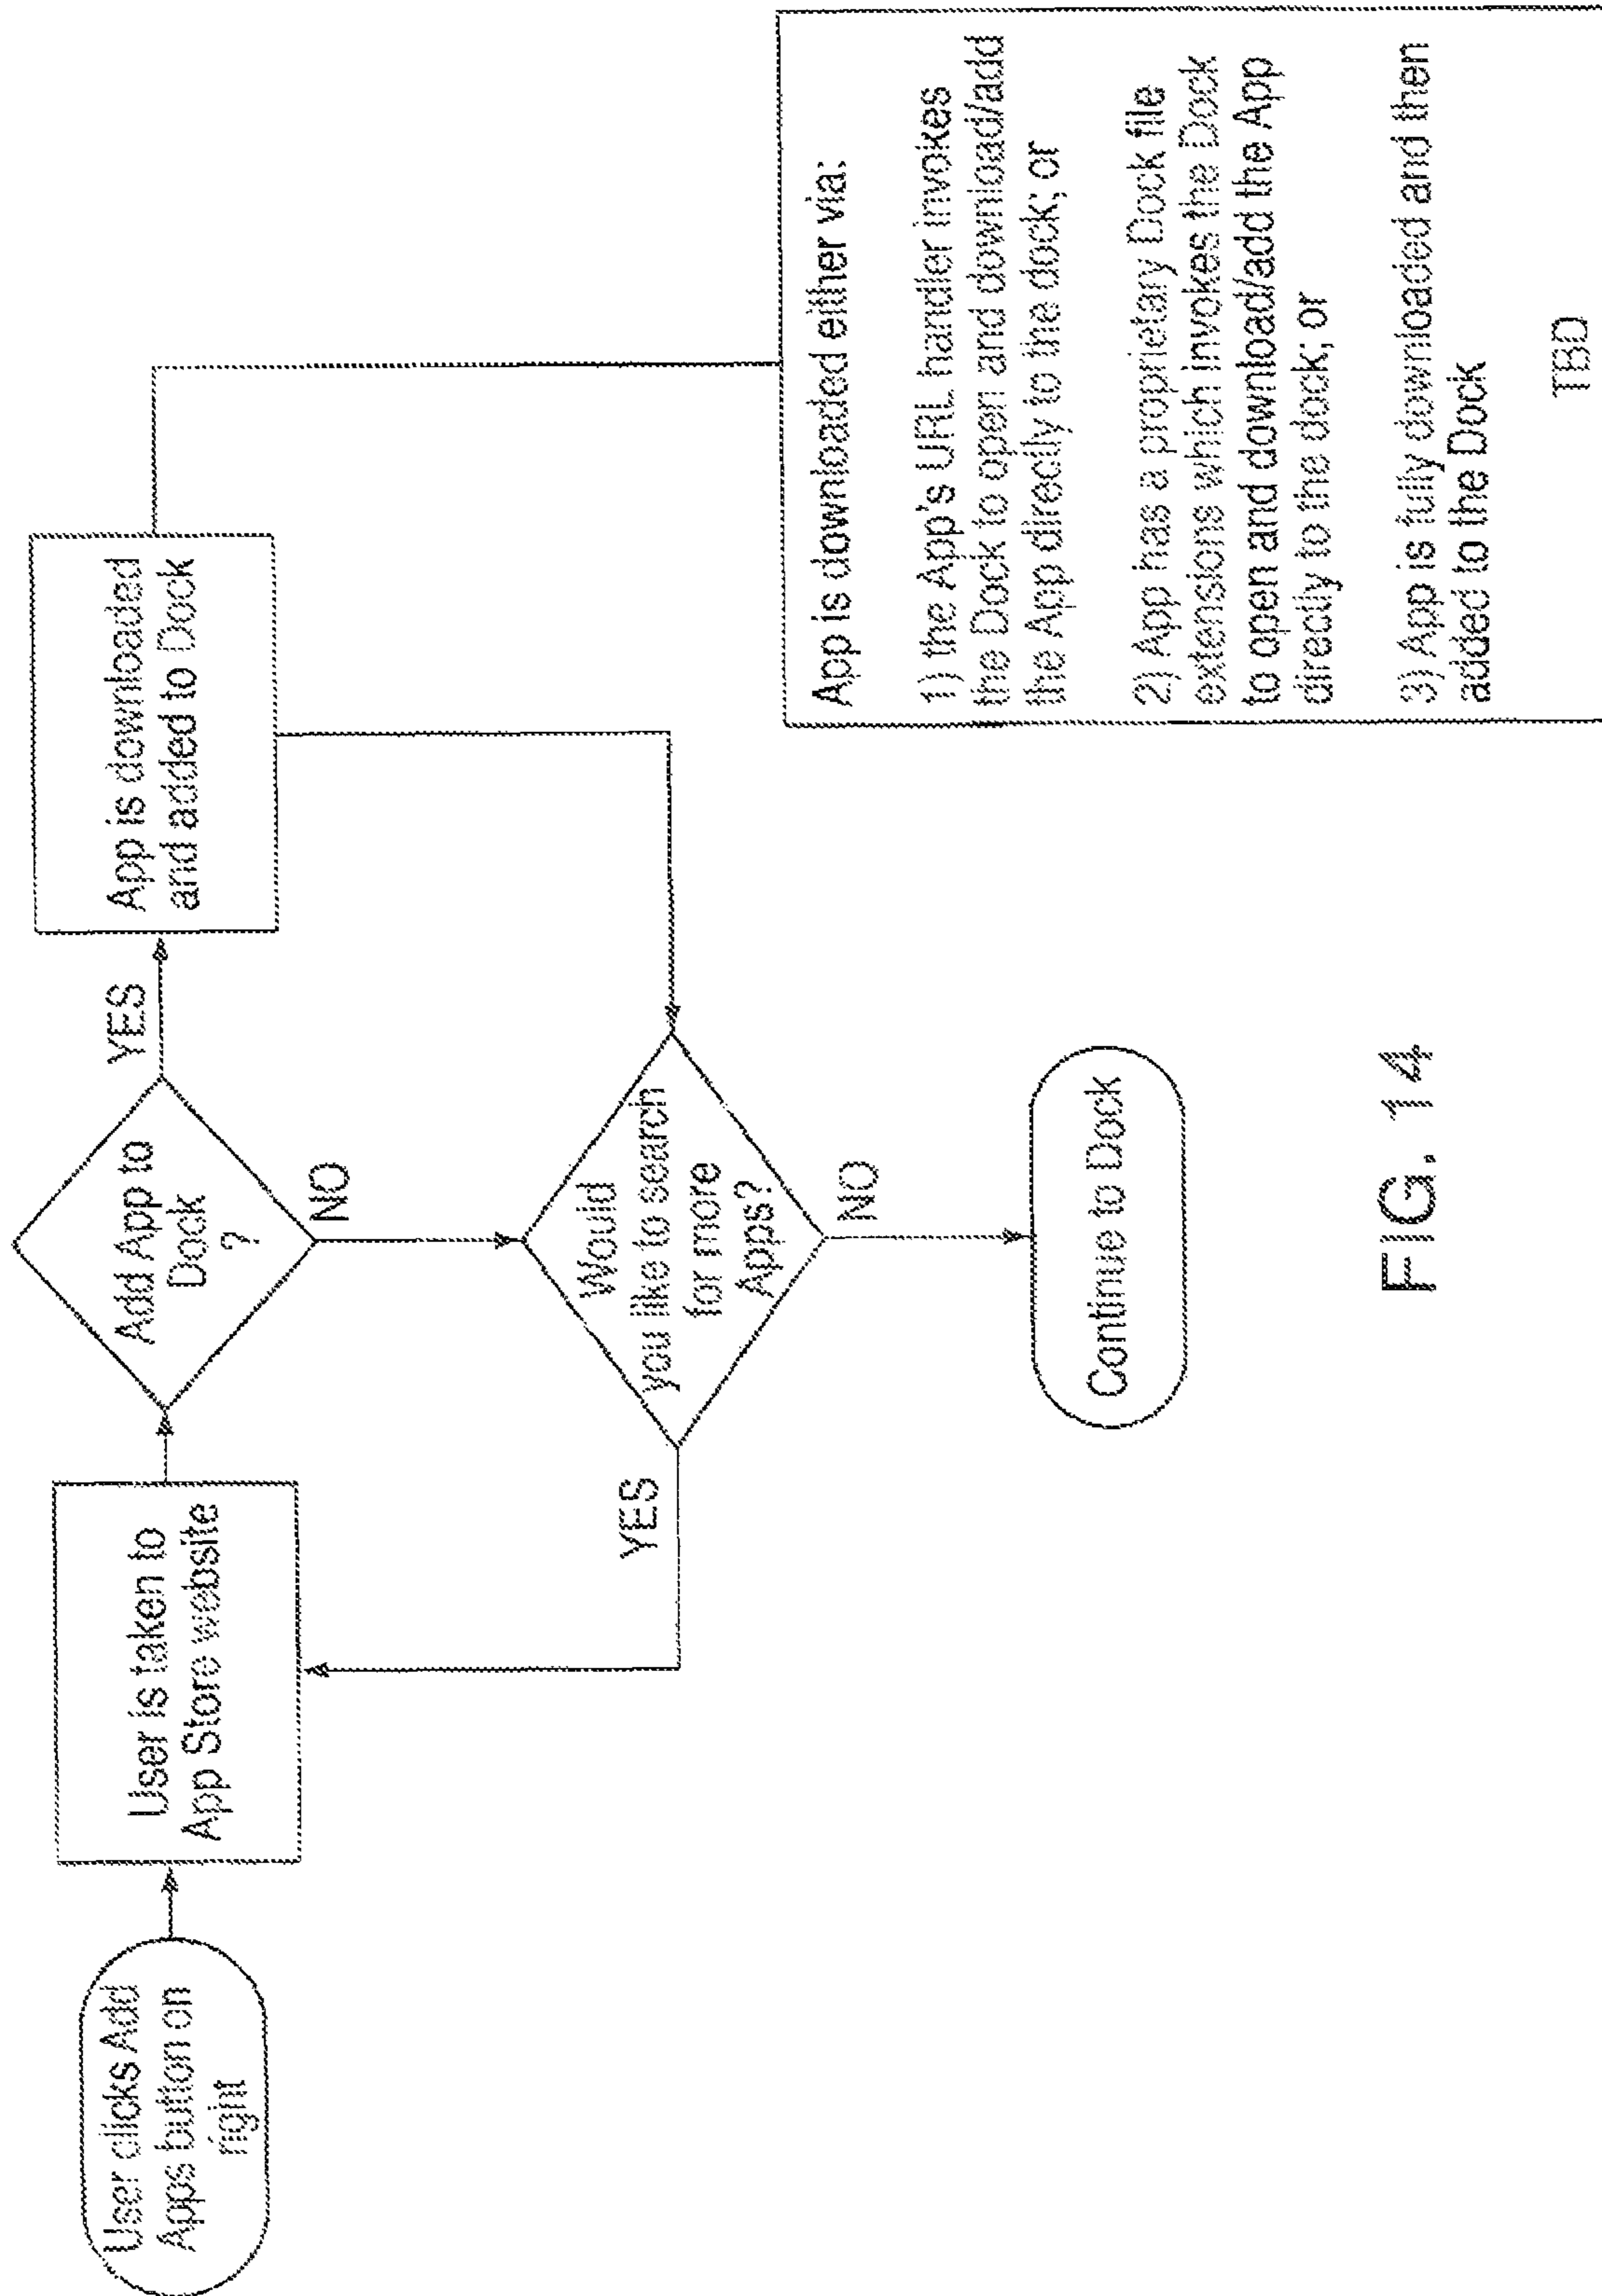 User clicks Add
Apps button on
right
User is taken to
App Store website
Add App to
Dock
?
YES
NO
App is downloaded
and added to Dock
Would
you like to search
for more
Apps?
YES
NO
Continue to Dock
App is downloaded either via:
1) the App's URL handler invokes
the Dock to open and download/add
the App directly to the dock; or
2) App has a proprietary Dock file
extensions which invokes the Dock
to open and download/add the App
directly to the dock; or
3) App is fully downloaded and then
added to the Dock
TBD
FIG. 14